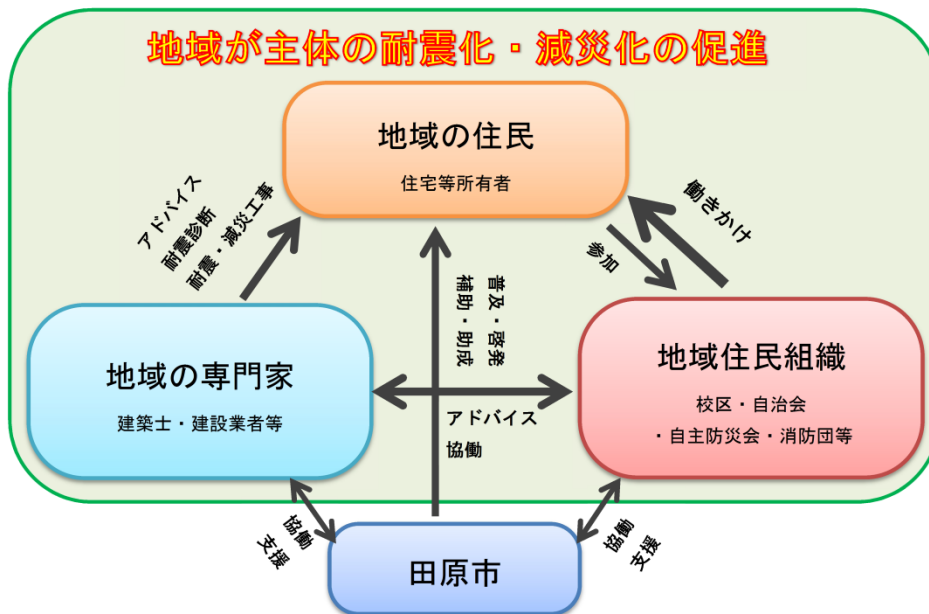 地域が主体の耐震化・減災化の促進
地域の住民
住宅等所有者
アドバイス
耐震診断
耐震・減災工事
働きかけ
参加
普及・啓発
補助・助成
地域の専門家
建築士・建設業者等
地域住民組織
校区・自治会
・自主防災会・消防団等
アドバイス
協働
協働
支援
協働
支援
田原市